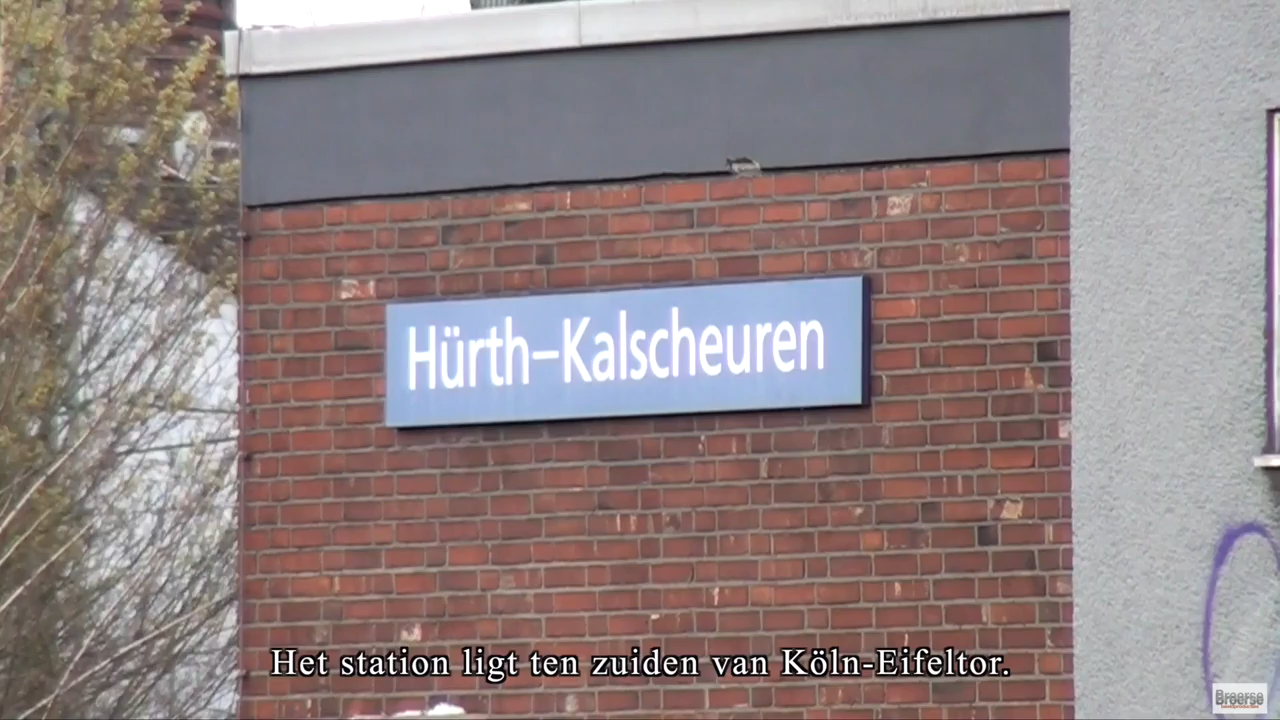 Hürth-Kalscheuren
Het station ligt ten zuiden van Köln-Eifeltor.
Broerse